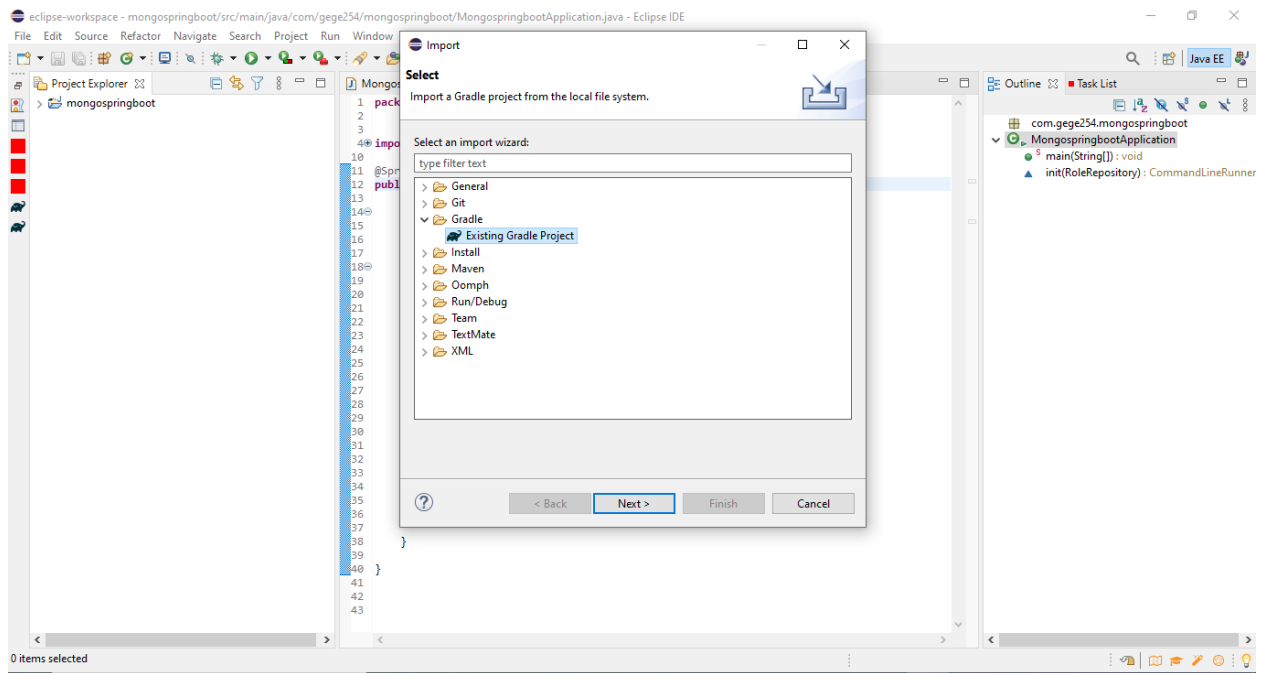 eclipse-workspace - mongospringboot/src/main/java/com/gege254/mongospringboot/MongospringbootApplication.java - Eclipse IDE
File Edit Source Refactor Navigate Search Project Run Window
Java EE
Project Explorer
mongospringboot
Mongos
1 pack
2
3
4 impo
10
11 @Spr
12 publ
13
14
15
16
17
18
19
20
21
22
23
24
25
26
27
28
29
30
31
32
33
34
35
36
37
38 }
39
40 }
41
42
43
Import
Select
Import a Gradle project from the local file system.
Select an import wizard:
type filter text
General
Git
Gradle
Existing Gradle Project
Install
Maven
Oomph
Run/Debug
Team
TextMate
XML
< Back Next > Finish Cancel
Outline Task List
com.gege254.mongospringboot
MongospringbootApplication
main(String[]) : void
init(RoleRepository) : CommandLineRunner
0 items selected